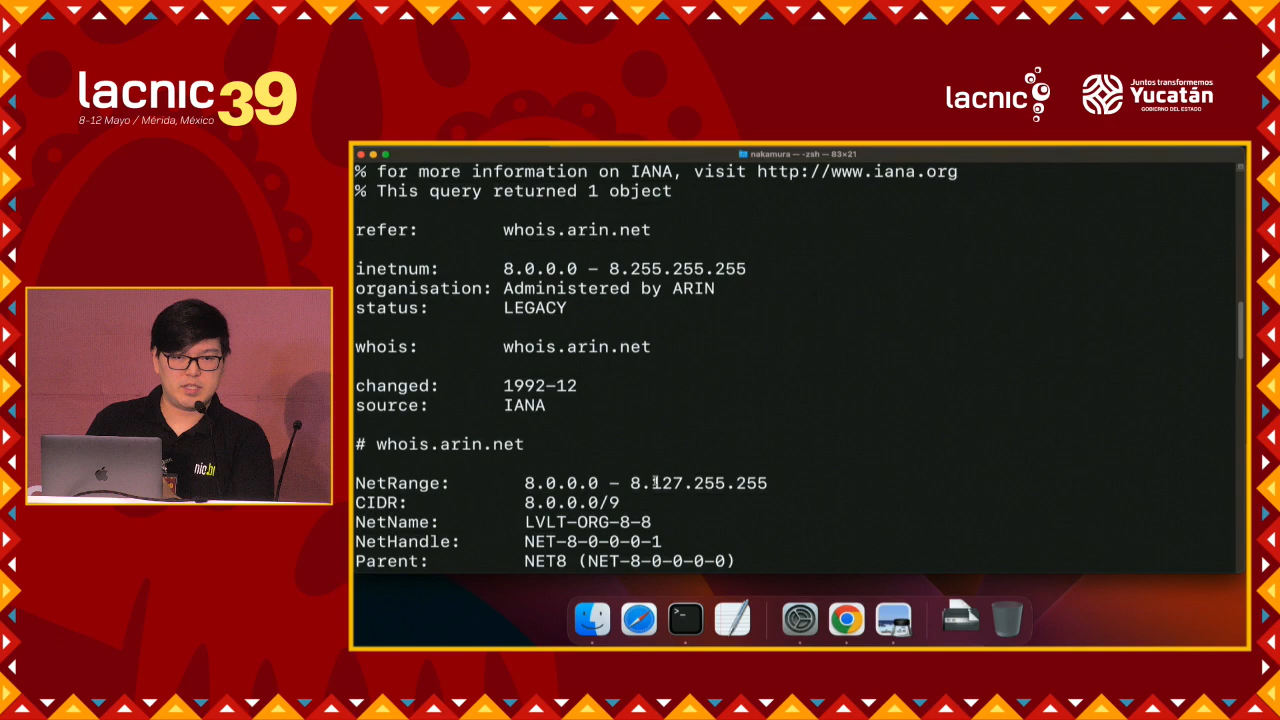 lacnic 39
8-12 Mayo / Mérida, México
lacnic
Juntos transformemos
Yucatán
GOBIERNO DEL ESTADO
nakamura — -zsh — 83×21
% for more information on IANA, visit http://www.iana.org
% This query returned 1 object
refer: whois.arin.net
inetnum: 8.0.0.0 - 8.255.255.255
organisation: Administered by ARIN
status: LEGACY
whois: whois.arin.net
changed: 1992-12
source: IANA
# whois.arin.net
NetRange: 8.0.0.0 - 8.127.255.255
CIDR: 8.0.0.0/9
NetName: LVLT-ORG-8-8
NetHandle: NET-8-0-0-0-1
Parent: NET8 (NET-8-0-0-0-0)
nic.br